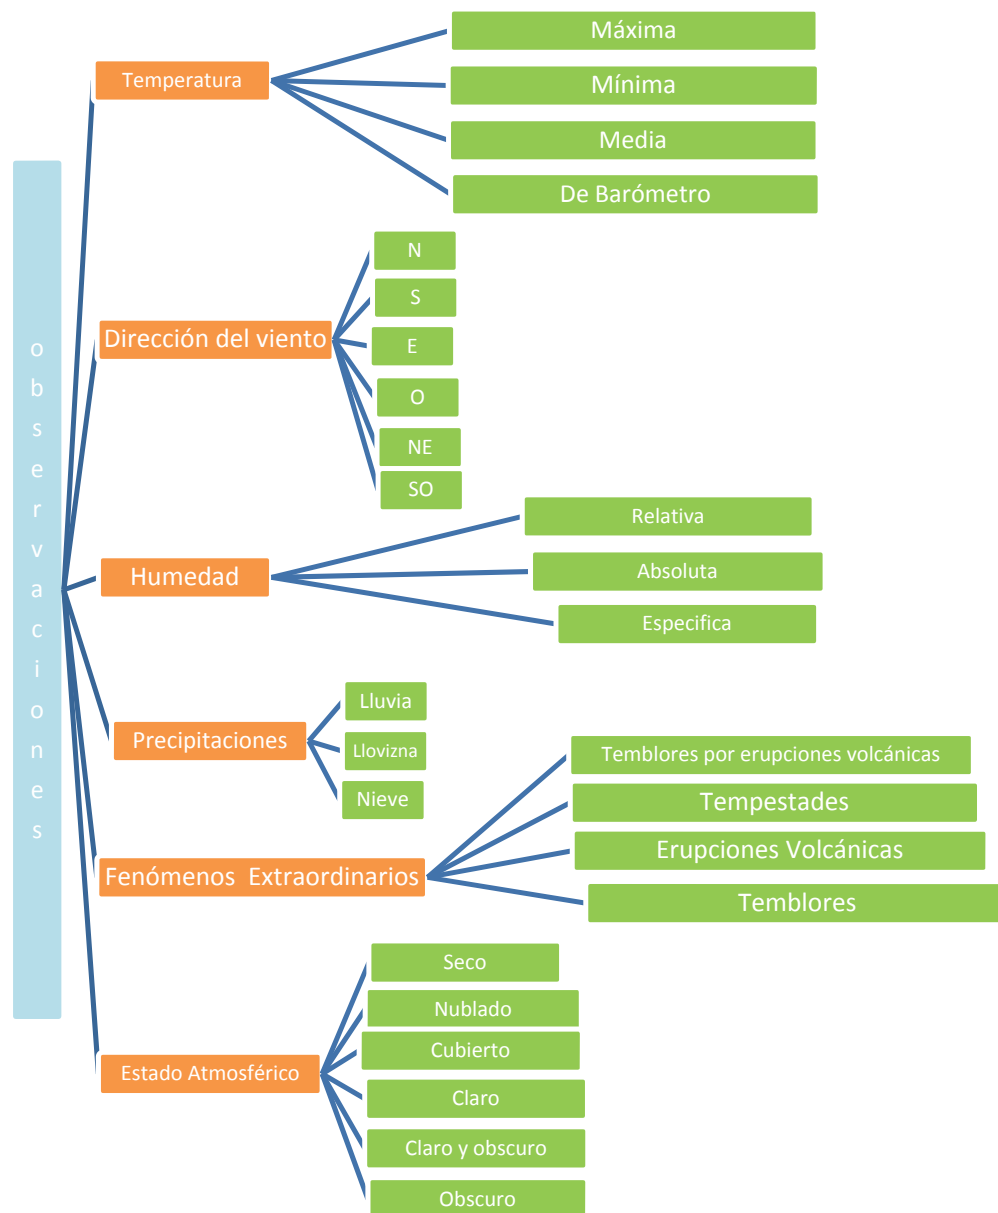 observaciones
Temperatura
Máxima
Mínima
Media
De Barómetro
Dirección del viento
N
S
E
O
NE
SO
Humedad
Relativa
Absoluta
Especifica
Precipitaciones
Lluvia
Llovizna
Nieve
Fenómenos Extraordinarios
Temblores por erupciones volcánicas
Tempestades
Erupciones Volcánicas
Temblores
Estado Atmosférico
Seco
Nublado
Cubierto
Claro
Claro y obscuro
Obscuro